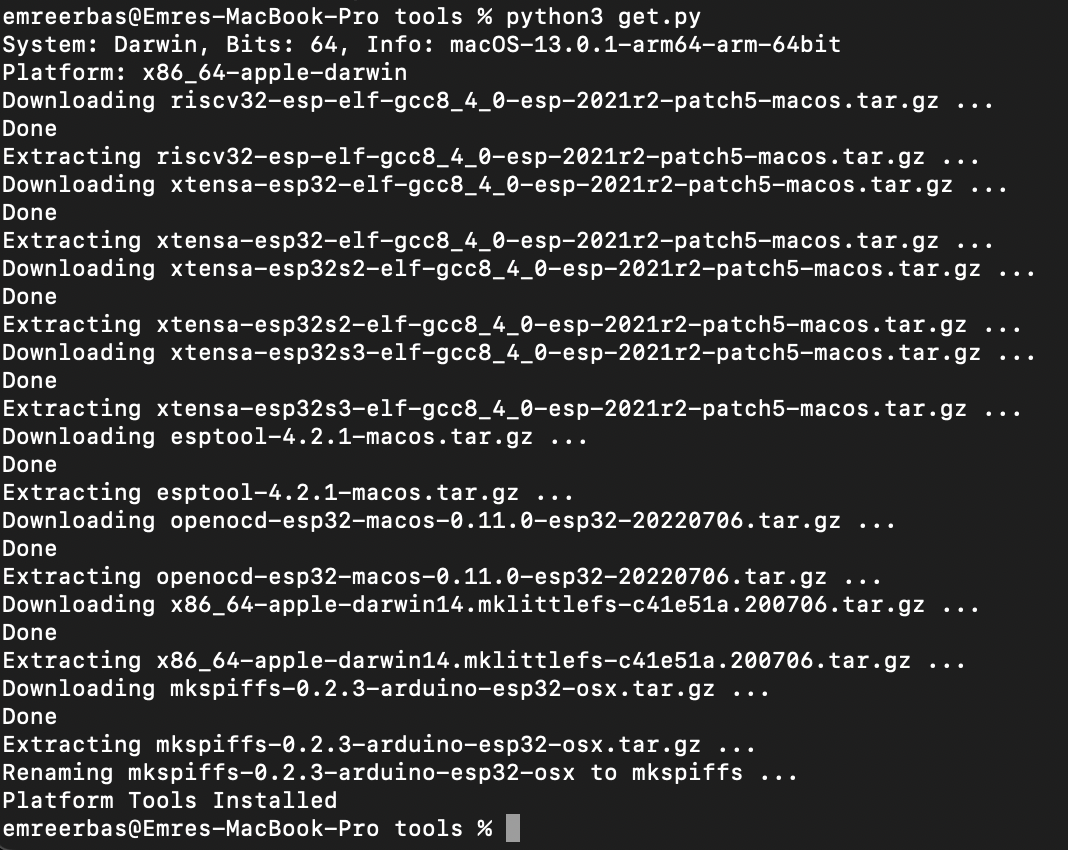 emreerbas@Emres-MacBook-Pro tools % python3 get.py
System: Darwin, Bits: 64, Info: macOS-13.0.1-arm64-arm-64bit
Platform: x86_64-apple-darwin
Downloading riscv32-esp-elf-gcc8_4_0-esp-2021r2-patch5-macos.tar.gz ...
Done
Extracting riscv32-esp-elf-gcc8_4_0-esp-2021r2-patch5-macos.tar.gz ...
Downloading xtensa-esp32-elf-gcc8_4_0-esp-2021r2-patch5-macos.tar.gz ...
Done
Extracting xtensa-esp32-elf-gcc8_4_0-esp-2021r2-patch5-macos.tar.gz ...
Downloading xtensa-esp32s2-elf-gcc8_4_0-esp-2021r2-patch5-macos.tar.gz ...
Done
Extracting xtensa-esp32s2-elf-gcc8_4_0-esp-2021r2-patch5-macos.tar.gz ...
Downloading xtensa-esp32s3-elf-gcc8_4_0-esp-2021r2-patch5-macos.tar.gz ...
Done
Extracting xtensa-esp32s3-elf-gcc8_4_0-esp-2021r2-patch5-macos.tar.gz ...
Downloading esptool-4.2.1-macos.tar.gz ...
Done
Extracting esptool-4.2.1-macos.tar.gz ...
Downloading openocd-esp32-macos-0.11.0-esp32-20220706.tar.gz ...
Done
Extracting openocd-esp32-macos-0.11.0-esp32-20220706.tar.gz ...
Downloading x86_64-apple-darwin14.mklittlefs-c41e51a.200706.tar.gz ...
Done
Extracting x86_64-apple-darwin14.mklittlefs-c41e51a.200706.tar.gz ...
Downloading mkspiffs-0.2.3-arduino-esp32-osx.tar.gz ...
Done
Extracting mkspiffs-0.2.3-arduino-esp32-osx.tar.gz ...
Renaming mkspiffs-0.2.3-arduino-esp32-osx to mkspiffs ...
Platform Tools Installed
emreerbas@Emres-MacBook-Pro tools %